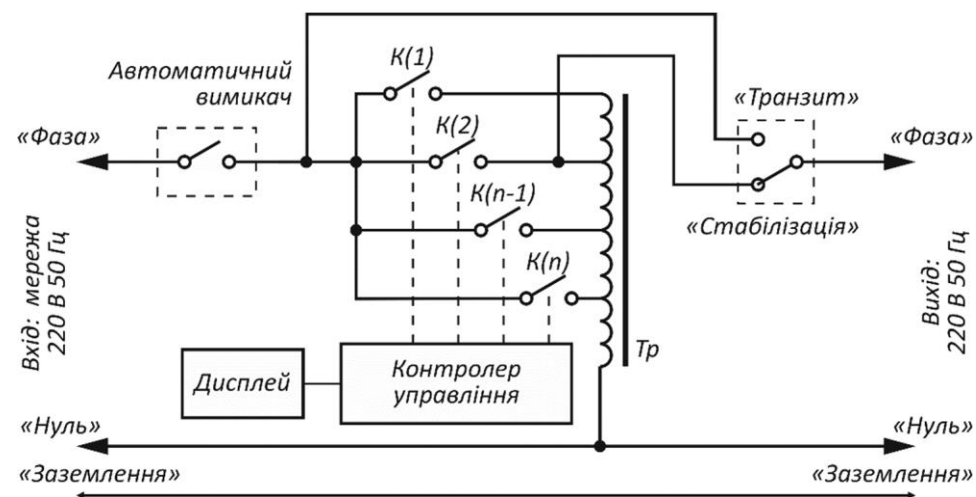 К(1)
Автоматичний
вимикач
К(2)
«Транзит»
«Фаза»
«Фаза»
К(n-1)
«Стабілізація»
Вхід: мережа
220 В 50 Гц
К(n)
Вихід:
220 В 50 Гц
Тр
Дисплей
Контролер
управління
«Нуль»
«Нуль»
«Заземлення»
«Заземлення»